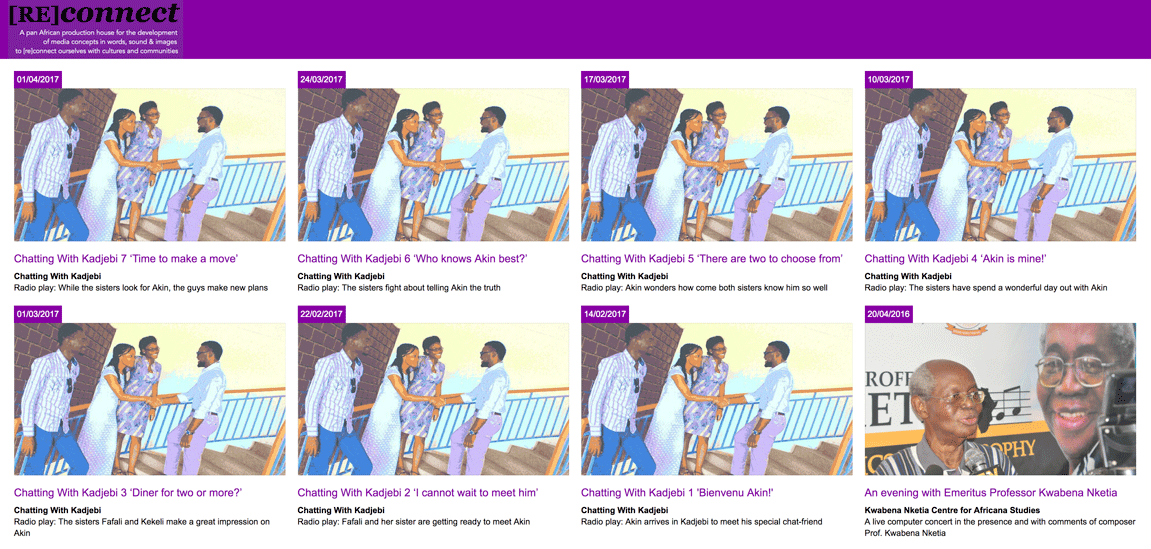 [RE]connect
A pan African production house for the development
of media concepts in words, sound & images
to [re]connect ourselves with cultures and communities
01/04/2017
24/03/2017
17/03/2017
10/03/2017
Chatting With Kadjebi 7 ‘Time to make a move’
Chatting With Kadjebi
Radio play: While the sisters look for Akin, the guys make new plans
Chatting With Kadjebi 6 ‘Who knows Akin best?’
Chatting With Kadjebi
Radio play: The sisters fight about telling Akin the truth
Chatting With Kadjebi 5 ‘There are two to choose from’
Chatting With Kadjebi
Radio play: Akin wonders how come both sisters know him so well
Chatting With Kadjebi 4 ‘Akin is mine!’
Chatting With Kadjebi
Radio play: The sisters have spend a wonderful day out with Akin
01/03/2017
22/02/2017
14/02/2017
20/04/2016
PROF
KET
OPHY
Chatting With Kadjebi 3 ‘Diner for two or more?’
Chatting With Kadjebi
Radio play: The sisters Fafali and Kekeli make a great impression on
Akin
Chatting With Kadjebi 2 ‘I cannot wait to meet him’
Chatting With Kadjebi
Radio play: Fafali and her sister are getting ready to meet Akin
Chatting With Kadjebi 1 'Bienvenu Akin!'
Chatting With Kadjebi
Radio play: Akin arrives in Kadjebi to meet his special chat-friend
An evening with Emeritus Professor Kwabena Nketia
Kwabena Nketia Centre for Africana Studies
A live computer concert in the presence and with comments of composer
Prof. Kwabena Nketia